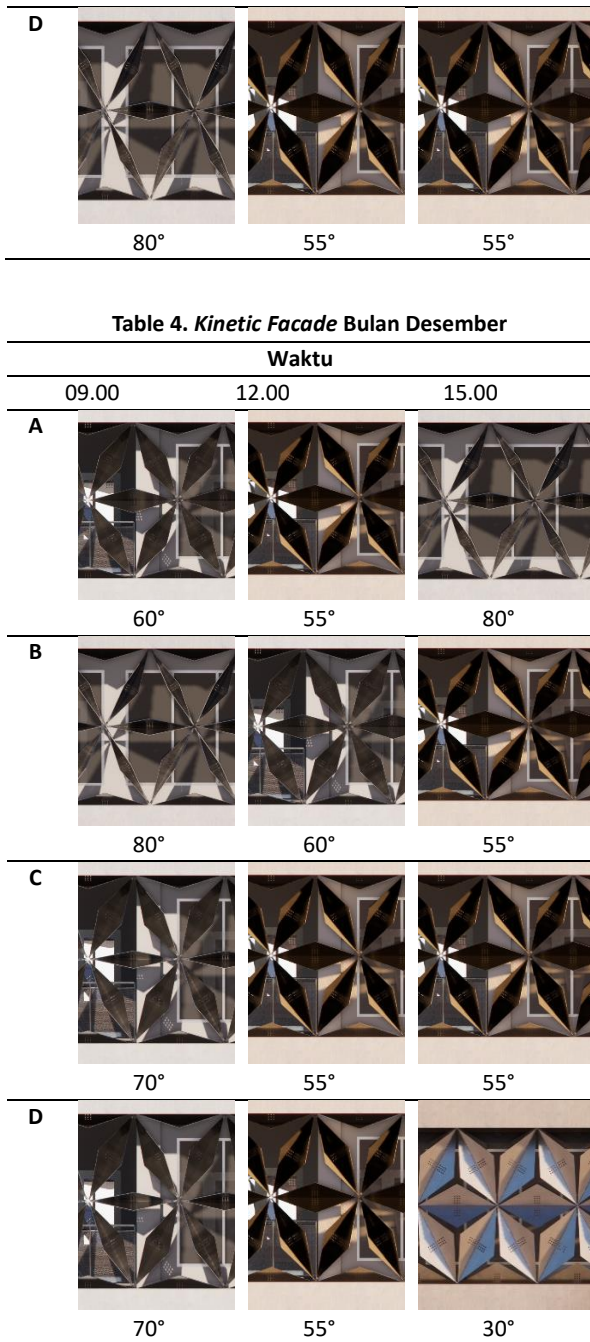 D
80° 55° 55°
Table 4. Kinetic Facade Bulan Desember
Waktu
09.00 12.00 15.00
A
60° 55° 80°
B
80° 60° 55°
C
70° 55° 55°
D
70° 55° 30°